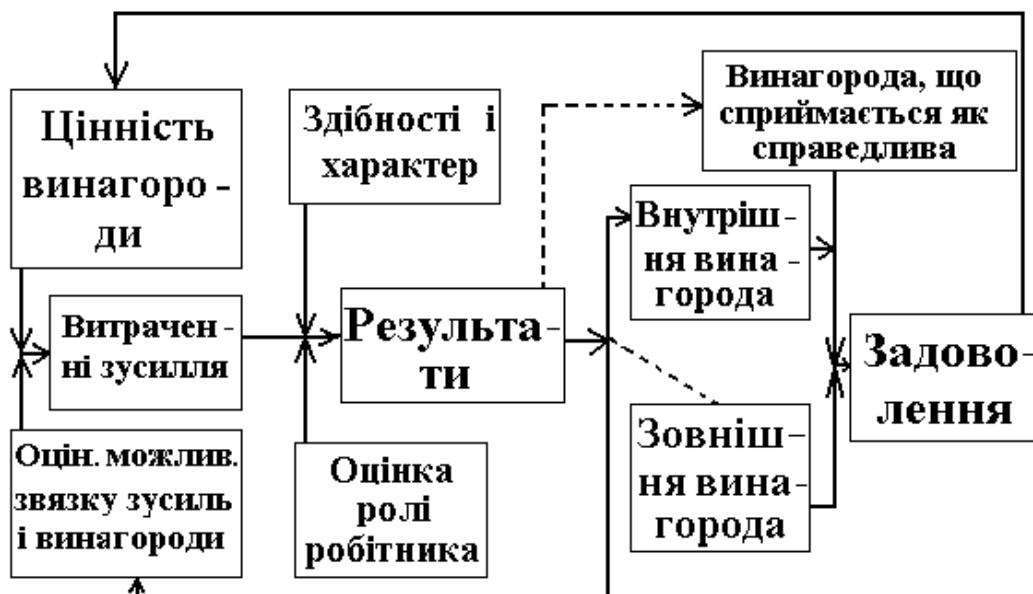 Цінність
винагоро -
ди
Здібності і
характер
Винагорода, що
сприймається як
справедлива
Внутріш-
ня вина -
города
Витрачен -
ні зусилля
Результа-
ти
Задово-
лення
Оцін. можлив.
звязку зусиль
і винагороди
Оцінка
ролі
робітника
Зовніш-
ня вина-
города